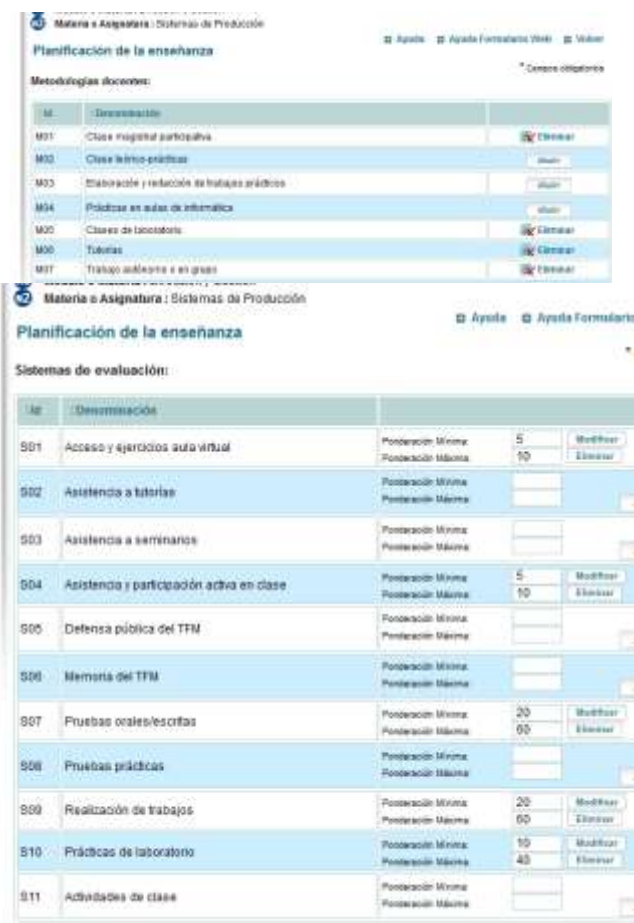 Materia o Asignatura : Sistemas de Producción
Ayuda Ayuda Formulario Web Volver
Planificación de la enseñanza
* Campos obligatorios
Metodologías docentes:
Id Denominación
M01 Clase magistral participativa Eliminar
M02 Clase teórico-prácticas Añadir
M03 Elaboración y redacción de trabajos prácticos Añadir
M04 Prácticas en aulas de informática Añadir
M05 Clases de laboratorio Eliminar
M06 Tutorías Eliminar
M07 Trabajo autónomo o en grupo Eliminar
Materia o Asignatura : Sistemas de Producción
Ayuda Ayuda Formulario
Planificación de la enseñanza
*
Sistemas de evaluación:
Id Denominación
S01 Acceso y ejercicios aula virtual Ponderación Mínima: 5 Modificar
Ponderación Máxima: 10 Eliminar
S02 Asistencia a tutorías Ponderación Mínima:
Ponderación Máxima:
S03 Asistencia a seminarios Ponderación Mínima:
Ponderación Máxima:
S04 Asistencia y participación activa en clase Ponderación Mínima: 5 Modificar
Ponderación Máxima: 10 Eliminar
S05 Defensa pública del TFM Ponderación Mínima:
Ponderación Máxima:
S06 Memoria del TFM Ponderación Mínima:
Ponderación Máxima:
S07 Pruebas orales/escritas Ponderación Mínima: 20 Modificar
Ponderación Máxima: 60 Eliminar
S08 Pruebas prácticas Ponderación Mínima:
Ponderación Máxima:
S09 Realización de trabajos Ponderación Mínima: 20 Modificar
Ponderación Máxima: 60 Eliminar
S10 Prácticas de laboratorio Ponderación Mínima: 10 Modificar
Ponderación Máxima: 40 Eliminar
S11 Actividades de clase Ponderación Mínima:
Ponderación Máxima: